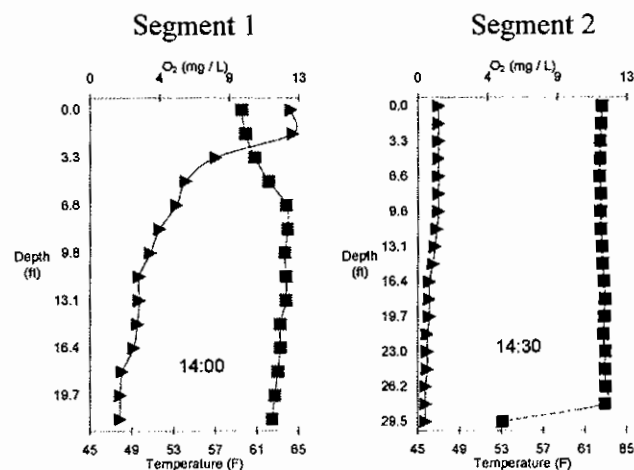 Segment 1
O2 (mg / L)
0 4 9 13
0.0
3.3
6.8
9.8
13.1
16.4
19.7
Depth
(ft)
14:00
45 49 53 57 61 65
Temperature (F)
Segment 2
O2 (mg / L)
0 4 9 13
0.0
3.3
6.6
9.8
13.1
16.4
19.7
23.0
26.2
29.5
Depth
(ft)
14:30
45 49 53 57 61 65
Temperature (F)